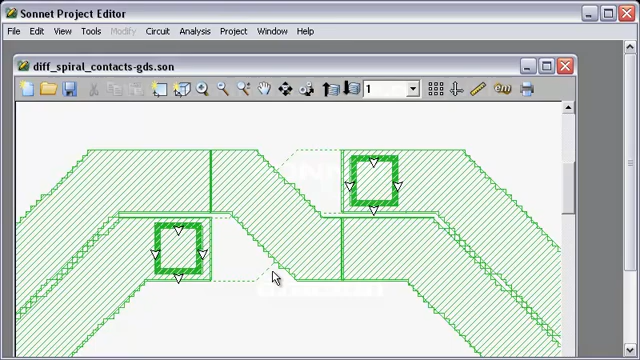 Sonnet Project Editor
File Edit View Tools Modify Circuit Analysis Project Window Help
diff_spiral_contacts-gds.son
1